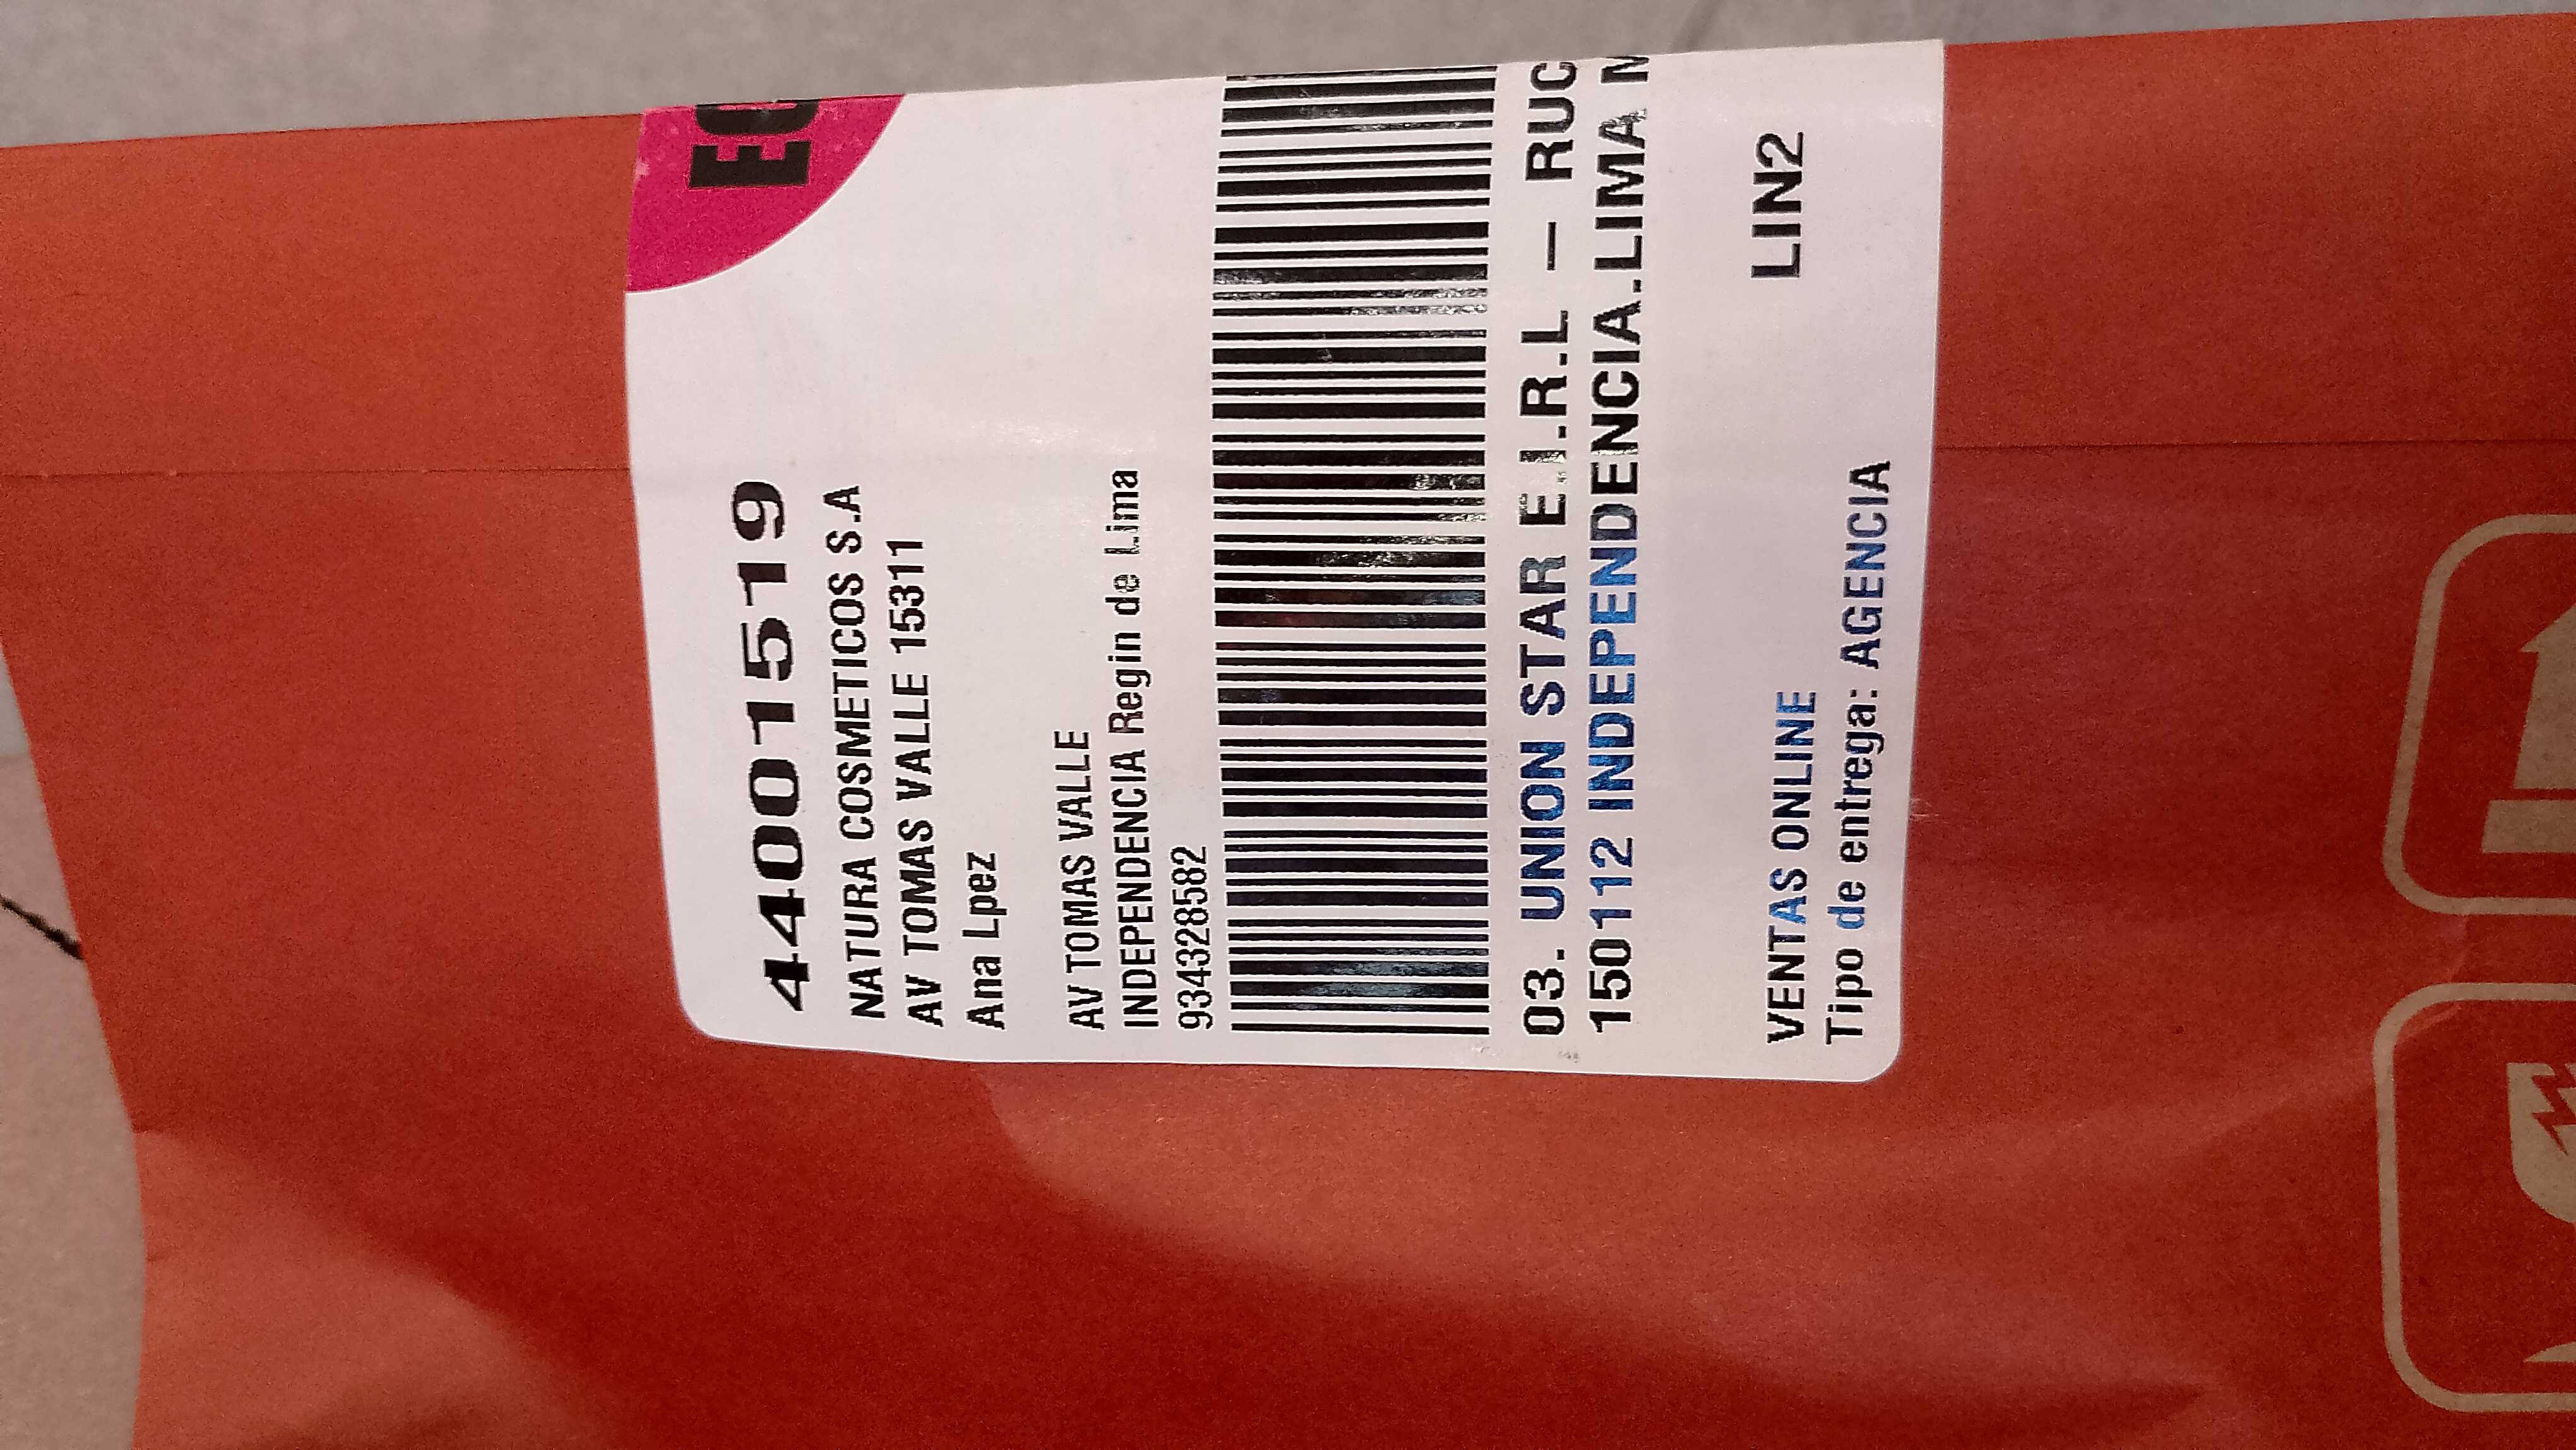 44001519
NATURA COSMETICOS S.A
AV TOMAS VALLE 15311
Ana Lpez
AV TOMAS VALLE
INDEPENDENCIA Regin de Lima
934328582
03. UNION STAR E.I.R.L - RUC
150112 INDEPENDENCIA.LIMA M
VENTAS ONLINE LIN2
Tipo de entrega: AGENCIA